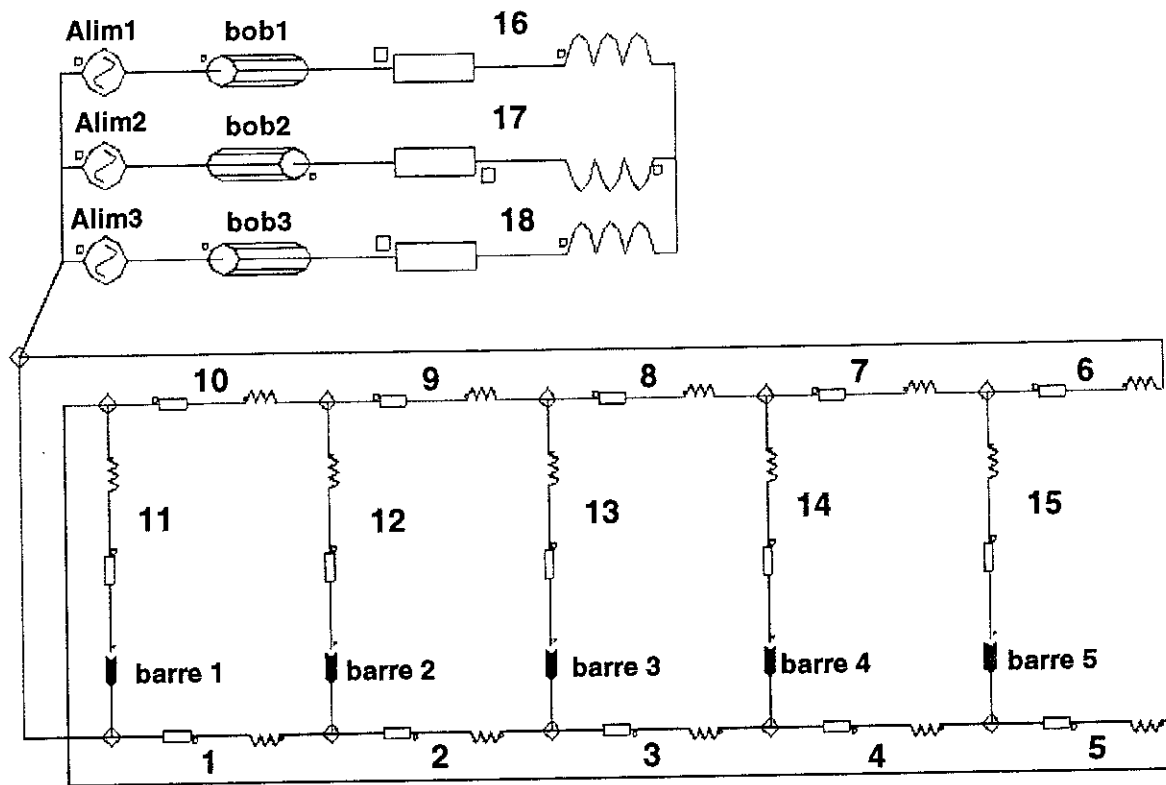 Alim1 bob1 16
Alim2 bob2 17
Alim3 bob3 18
10 9 8 7 6
11 12 13 14 15
barre 1 barre 2 barre 3 barre 4 barre 5
1 2 3 4 5